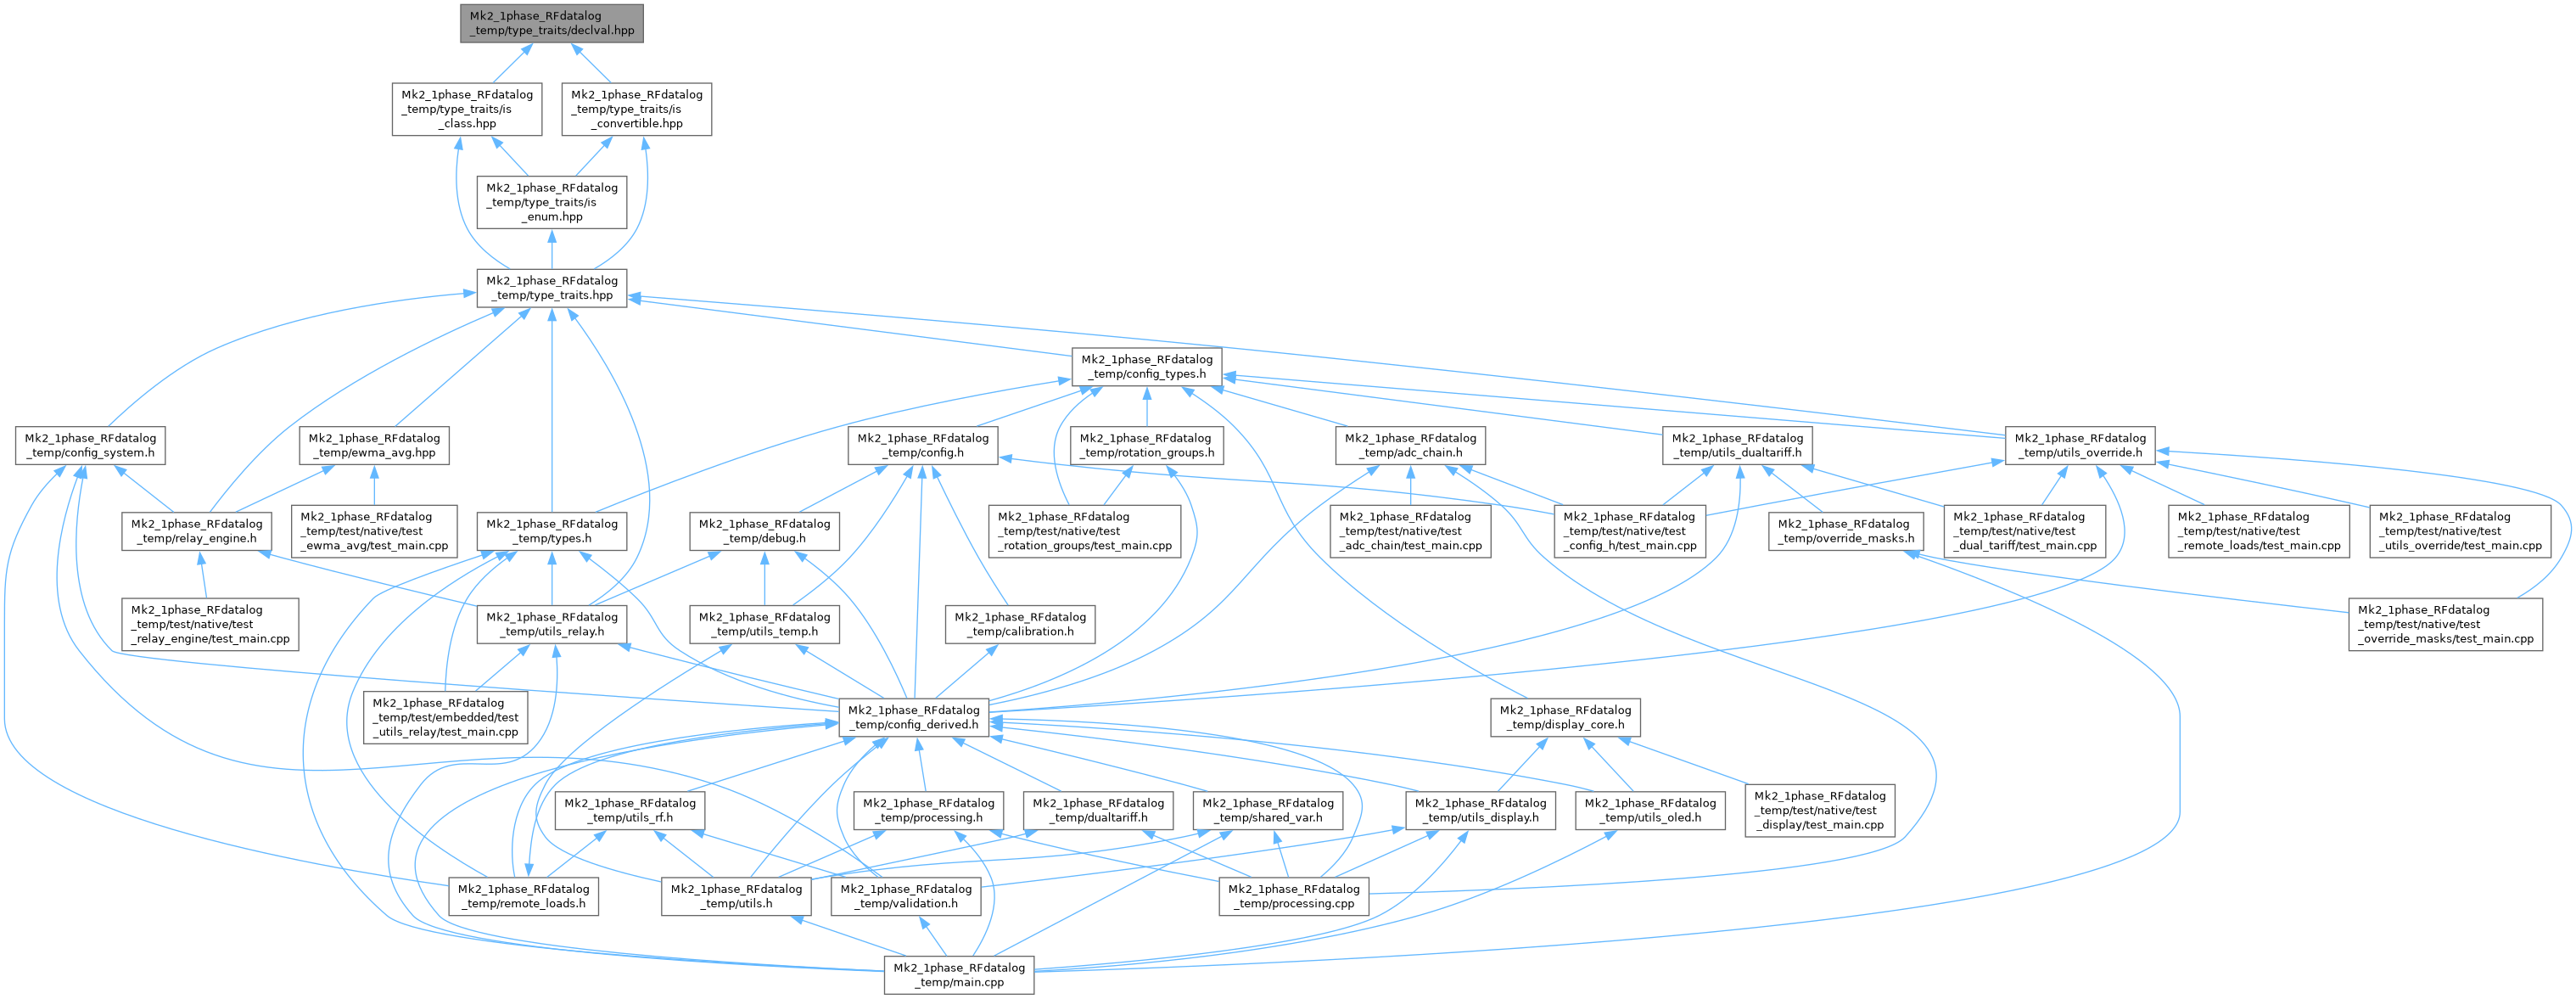 Mk2_1phase_RFdatalog
_temp/type_traits/declval.hpp
Mk2_1phase_RFdatalog
_temp/type_traits/is
_class.hpp
Mk2_1phase_RFdatalog
_temp/type_traits/is
_convertible.hpp
Mk2_1phase_RFdatalog
_temp/type_traits/is
_enum.hpp
Mk2_1phase_RFdatalog
_temp/type_traits.hpp
Mk2_1phase_RFdatalog
_temp/config_types.h
Mk2_1phase_RFdatalog
_temp/config_system.h
Mk2_1phase_RFdatalog
_temp/ewma_avg.hpp
Mk2_1phase_RFdatalog
_temp/config.h
Mk2_1phase_RFdatalog
_temp/rotation_groups.h
Mk2_1phase_RFdatalog
_temp/adc_chain.h
Mk2_1phase_RFdatalog
_temp/utils_dualtariff.h
Mk2_1phase_RFdatalog
_temp/utils_override.h
Mk2_1phase_RFdatalog
_temp/relay_engine.h
Mk2_1phase_RFdatalog
_temp/test/native/test
_ewma_avg/test_main.cpp
Mk2_1phase_RFdatalog
_temp/types.h
Mk2_1phase_RFdatalog
_temp/debug.h
Mk2_1phase_RFdatalog
_temp/test/native/test
_rotation_groups/test_main.cpp
Mk2_1phase_RFdatalog
_temp/test/native/test
_adc_chain/test_main.cpp
Mk2_1phase_RFdatalog
_temp/test/native/test
_config_h/test_main.cpp
Mk2_1phase_RFdatalog
_temp/override_masks.h
Mk2_1phase_RFdatalog
_temp/test/native/test
_dual_tariff/test_main.cpp
Mk2_1phase_RFdatalog
_temp/test/native/test
_remote_loads/test_main.cpp
Mk2_1phase_RFdatalog
_temp/test/native/test
_utils_override/test_main.cpp
Mk2_1phase_RFdatalog
_temp/test/native/test
_relay_engine/test_main.cpp
Mk2_1phase_RFdatalog
_temp/utils_relay.h
Mk2_1phase_RFdatalog
_temp/utils_temp.h
Mk2_1phase_RFdatalog
_temp/calibration.h
Mk2_1phase_RFdatalog
_temp/test/native/test
_override_masks/test_main.cpp
Mk2_1phase_RFdatalog
_temp/test/embedded/test
_utils_relay/test_main.cpp
Mk2_1phase_RFdatalog
_temp/config_derived.h
Mk2_1phase_RFdatalog
_temp/display_core.h
Mk2_1phase_RFdatalog
_temp/utils_rf.h
Mk2_1phase_RFdatalog
_temp/processing.h
Mk2_1phase_RFdatalog
_temp/dualtariff.h
Mk2_1phase_RFdatalog
_temp/shared_var.h
Mk2_1phase_RFdatalog
_temp/utils_display.h
Mk2_1phase_RFdatalog
_temp/utils_oled.h
Mk2_1phase_RFdatalog
_temp/test/native/test
_display/test_main.cpp
Mk2_1phase_RFdatalog
_temp/remote_loads.h
Mk2_1phase_RFdatalog
_temp/utils.h
Mk2_1phase_RFdatalog
_temp/validation.h
Mk2_1phase_RFdatalog
_temp/processing.cpp
Mk2_1phase_RFdatalog
_temp/main.cpp